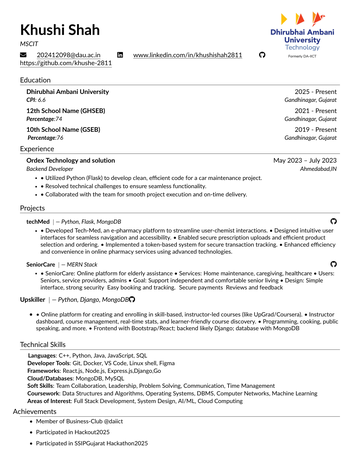 Khushi Shah
MSCIT
202412098@dau.ac.in www.linkedin.com/in/khushishah2811
https://github.com/khushe-2811
Dhirubhai Ambani
University
Technology
Formerly DA-IICT
Education
Dhirubhai Ambani University 2025 - Present
CPI: 6.6 Gandhinagar, Gujarat
12th School Name (GHSEB) 2021 - Present
Percentage:74 Gandhinagar, Gujarat
10th School Name (GSEB) 2019 - Present
Percentage:76 Gandhinagar, Gujarat
Experience
Ordex Technology and solution May 2023 – July 2023
Backend Developer Ahmedabad,IN
• • Utilized Python (Flask) to develop clean, efficient code for a car maintenance project.
• • Resolved technical challenges to ensure seamless functionality.
• • Collaborated with the team for smooth project execution and on-time delivery.
Projects
techMed | — Python, Flask, MongoDB
• • Developed Tech-Med, an e-pharmacy platform to streamline user-chemist interactions. • Designed intuitive user
interfaces for seamless navigation and accessibility. • Enabled secure prescription uploads and efficient product
selection and ordering. • Implemented a token-based system for secure transaction tracking. • Enhanced efficiency
and convenience in online pharmacy services using advanced technologies.
SeniorCare | — MERN Stack
• • SeniorCare: Online platform for elderly assistance • Services: Home maintenance, caregiving, healthcare • Users:
Seniors, service providers, admins • Goal: Support independent and comfortable senior living • Design: Simple
interface, strong security Easy booking and tracking. Secure payments Reviews and feedback
Upskiller | — Python, Django, MongoDB
• • Online platform for creating and enrolling in skill-based, instructor-led courses (like UpGrad/Coursera). • Instructor
dashboard, course management, real-time stats, and learner-friendly course discovery. • Programming, cooking, public
speaking, and more. • Frontend with Bootstrap/React; backend likely Django; database with MongoDB
Technical Skills
Languages: C++, Python, Java, JavaScript, SQL
Developer Tools: Git, Docker, VS Code, Linux shell, Figma
Frameworks: React.js, Node.js, Express.js,Django,Go
Cloud/Databases: MongoDB, MySQL
Soft Skills: Team Collaboration, Leadership, Problem Solving, Communication, Time Management
Coursework: Data Structures and Algorithms, Operating Systems, DBMS, Computer Networks, Machine Learning
Areas of Interest: Full Stack Development, System Design, AI/ML, Cloud Computing
Achievements
• Member of Business-Club @daiict
• Participated in Hackout2025
• Participated in SSIPGujarat Hackathon2025